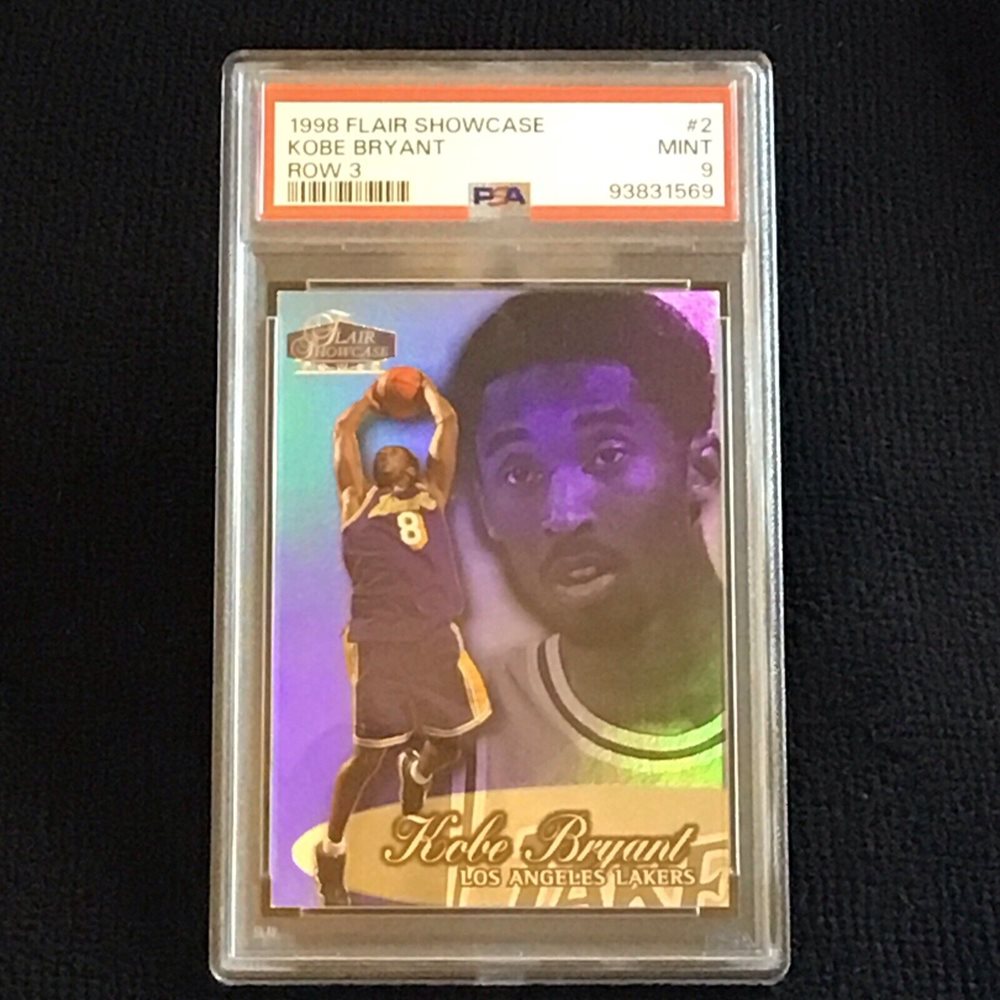 1998 FLAIR SHOWCASE #2
KOBE BRYANT MINT
ROW 3 9
PSA 93831569
FLAIR
SHOWCASE
8
Kobe Bryant
LOS ANGELES LAKERS